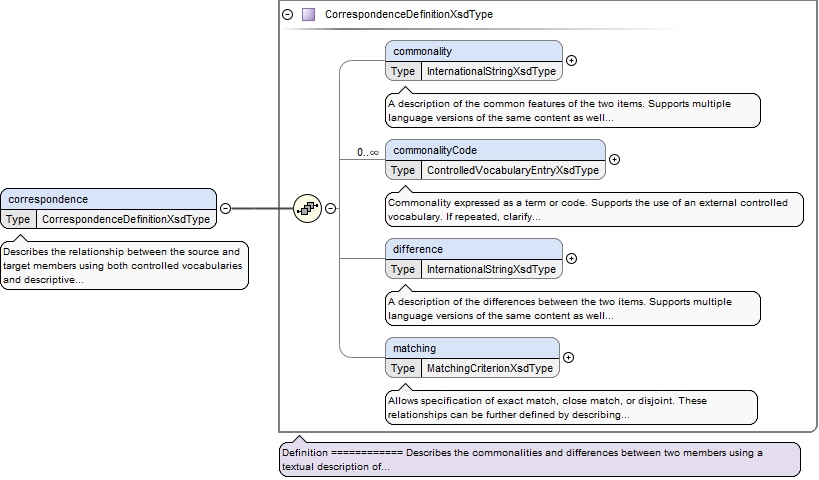 CorrespondenceDefinitionXsdType
commonality
Type InternationalStringXsdType
A description of the common features of the two items. Supports multiple
language versions of the same content as well...
0..∞
commonalityCode
Type ControlledVocabularyEntryXsdType
Commonality expressed as a term or code. Supports the use of an external controlled
vocabulary. If repeated, clarify...
correspondence
Type CorrespondenceDefinitionXsdType
Describes the relationship between the source and
target members using both controlled vocabularies
and descriptive...
difference
Type InternationalStringXsdType
A description of the differences between the two items. Supports multiple
language versions of the same content as well...
matching
Type MatchingCriterionXsdType
Allows specification of exact match, close match, or disjoint. These
relationships can be further defined by describing...
Definition ============ Describes the commonalities and differences between two members using a
textual description of...